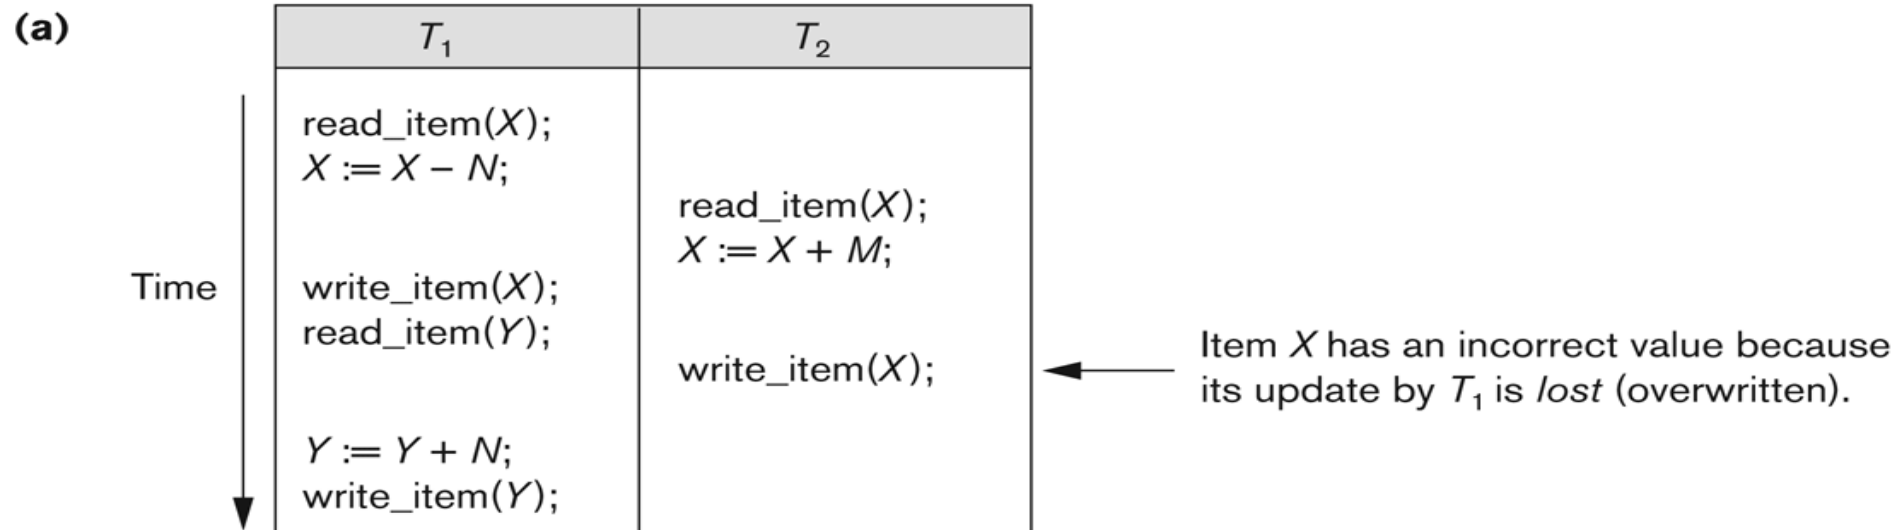 (a)
T₁ T₂
read_item(X);
X := X – N;
read_item(X);
X := X + M;
Time
write_item(X);
read_item(Y);
write_item(X);
Item X has an incorrect value because
its update by T₁ is lost (overwritten).
Y := Y + N;
write_item(Y);